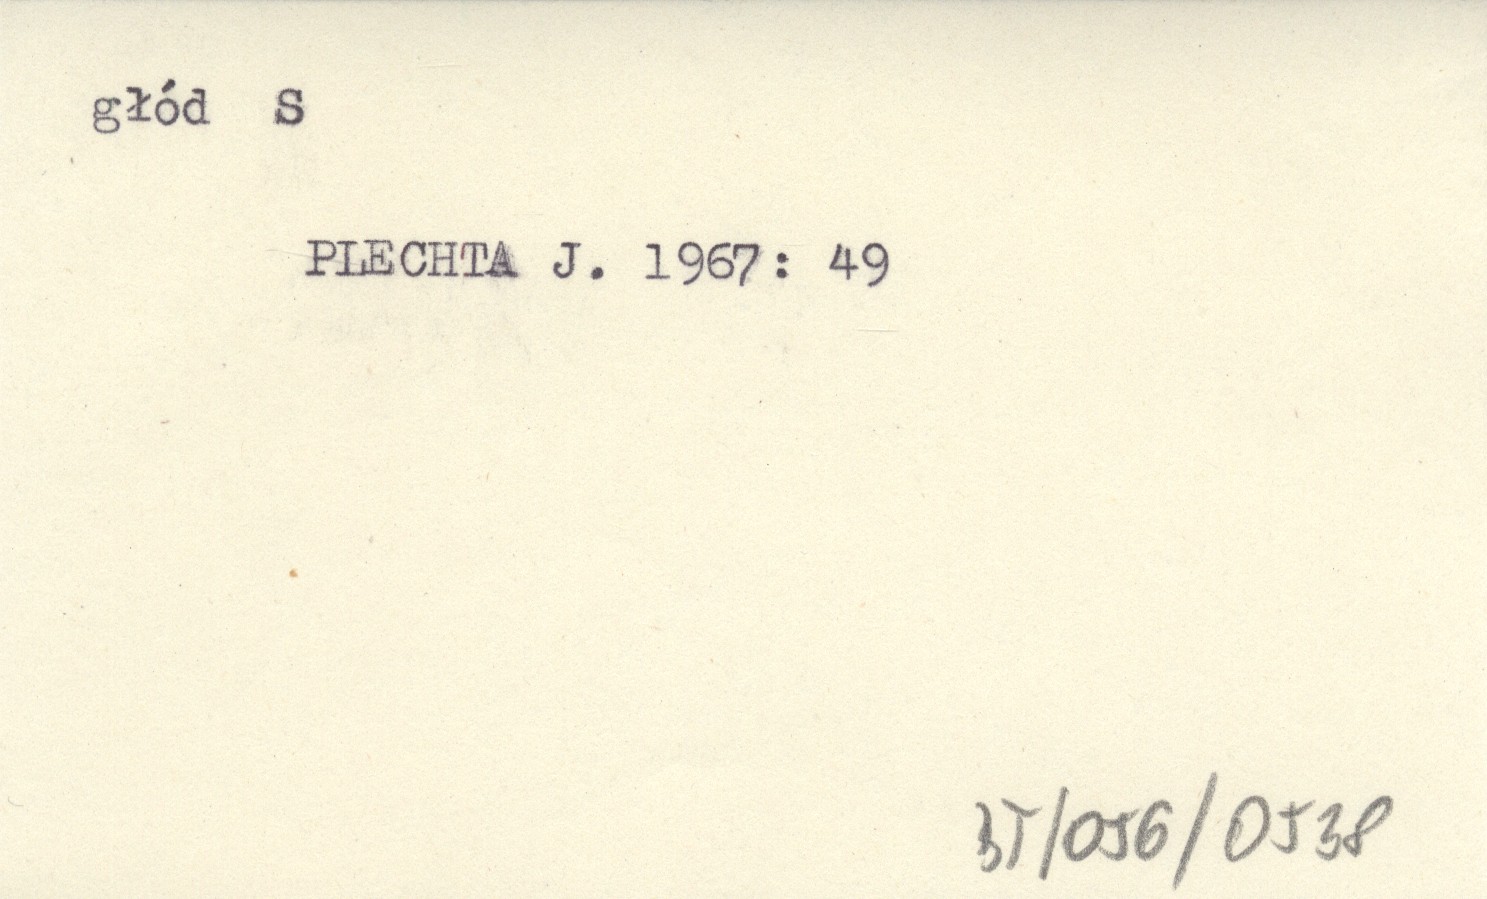 głód S
PLECHTA J. 1967: 49
BT/056/0538